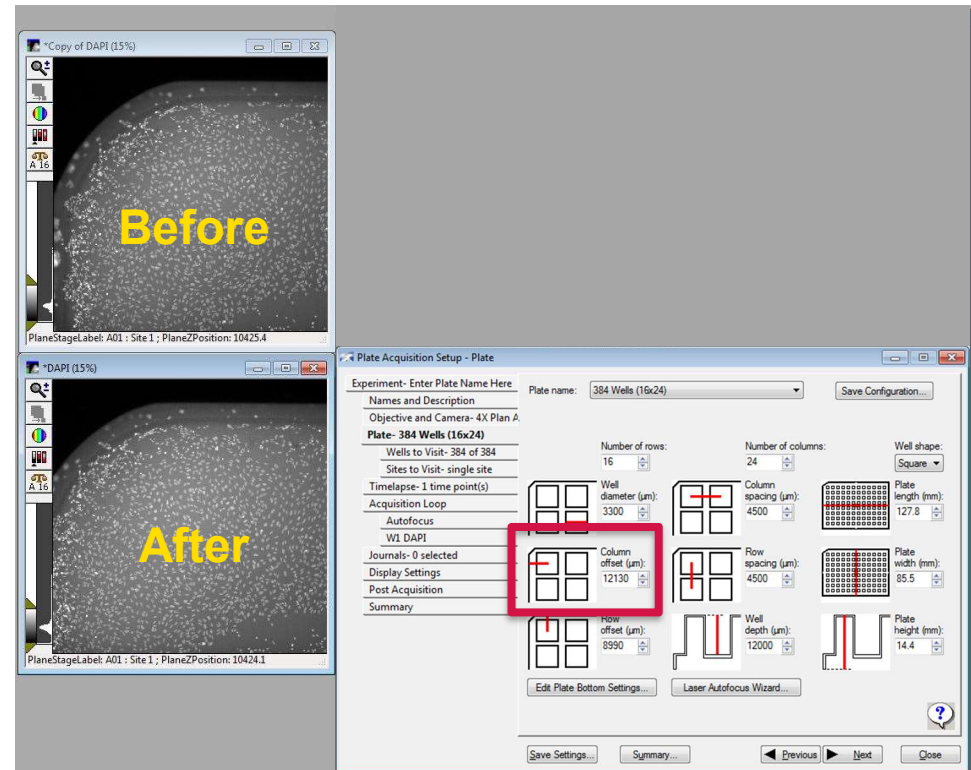 *Copy of DAPI (15%)
A 16
Before
PlaneStageLabel: A01 : Site 1 ; PlaneZPosition: 10425.4
*DAPI (15%)
A 16
After
PlaneStageLabel: A01 : Site 1 ; PlaneZPosition: 10424.1
Plate Acquisition Setup - Plate
Experiment- Enter Plate Name Here
Names and Description
Objective and Camera- 4X Plan A
Plate- 384 Wells (16x24)
Wells to Visit- 384 of 384
Sites to Visit- single site
Timelapse- 1 time point(s)
Acquisition Loop
Autofocus
W1 DAPI
Journals- 0 selected
Display Settings
Post Acquisition
Summary
Plate name: 384 Wells (16x24)
Save Configuration...
Number of rows:
16
Number of columns:
24
Well shape:
Square
Well
diameter (µm):
3300
Column
spacing (µm):
4500
Plate
length (mm):
127.8
Column
offset (µm):
12130
Row
spacing (µm):
4500
Plate
width (mm):
85.5
Row
offset (µm):
8990
Well
depth (µm):
12000
Plate
height (mm):
14.4
Edit Plate Bottom Settings...
Laser Autofocus Wizard...
?
Save Settings...
Summary...
Previous
Next
Close